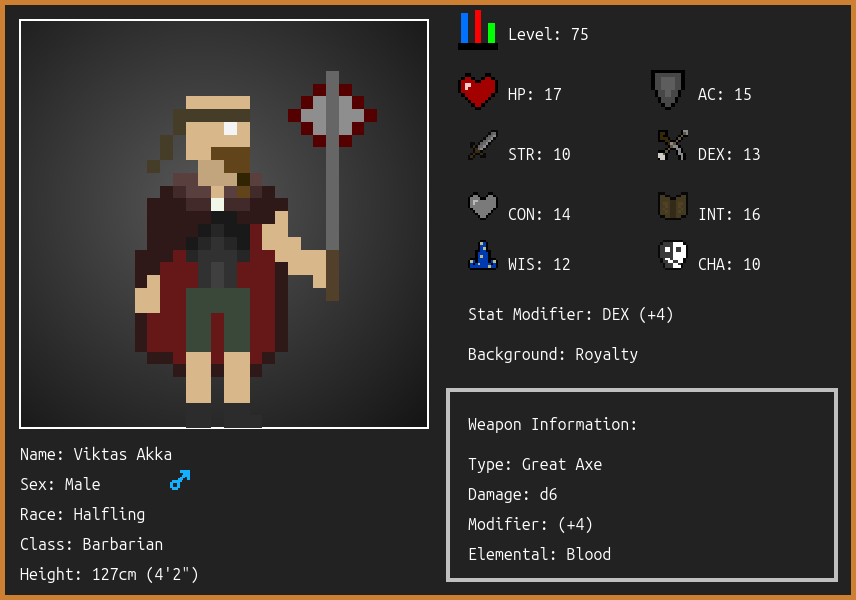 Level: 75
HP: 17
AC: 15
STR: 10
DEX: 13
CON: 14
INT: 16
WIS: 12
CHA: 10
Stat Modifier: DEX (+4)
Background: Royalty
Weapon Information:
Type: Great Axe
Damage: d6
Modifier: (+4)
Elemental: Blood
Name: Viktas Akka
Sex: Male
Race: Halfling
Class: Barbarian
Height: 127cm (4'2")